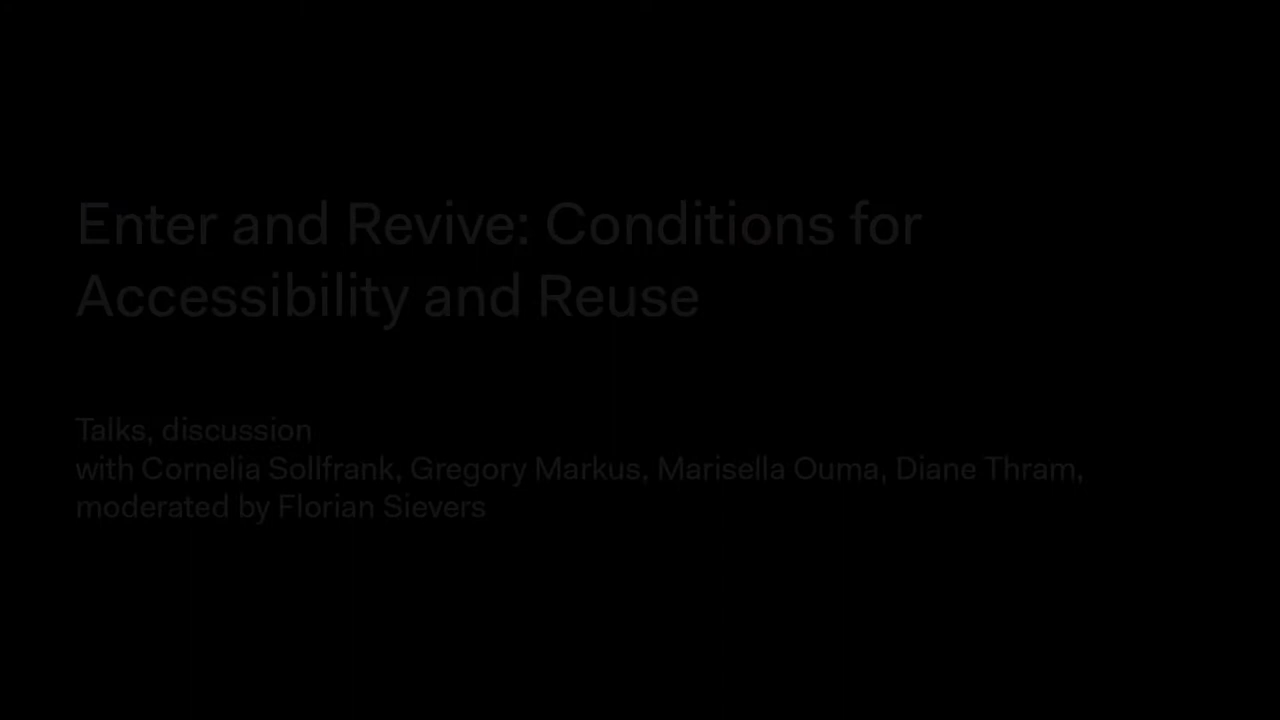 Enter and Revive: Conditions for
Accessibility and Reuse
Talks, discussion
with Cornelia Sollfrank, Gregory Markus, Marisella Ouma, Diane Thram,
moderated by Florian Sievers